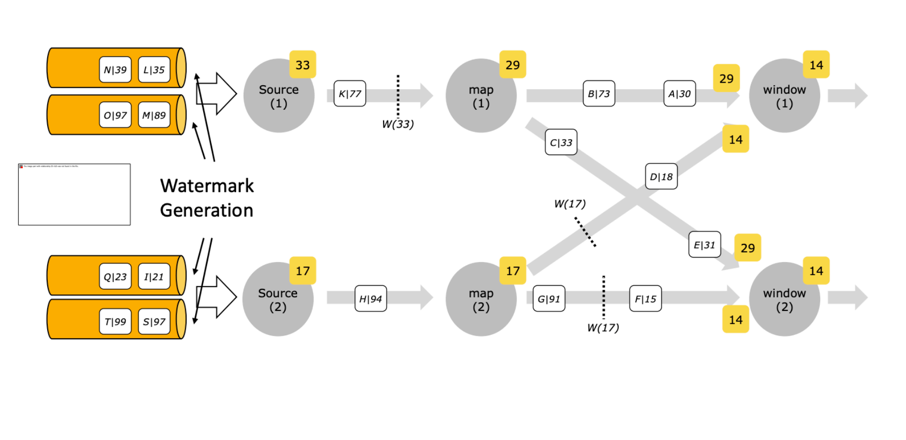 33
29
14
N|39
L|35
29
Source
(1)
K|77
map
(1)
B|73
A|30
window
(1)
O|97
M|89
W(33)
14
C|33
Watermark
Generation
D|18
W(17)
E|31
29
17
17
14
Q|23
I|21
Source
(2)
H|94
map
(2)
G|91
F|15
window
(2)
T|99
S|97
W(17)
14